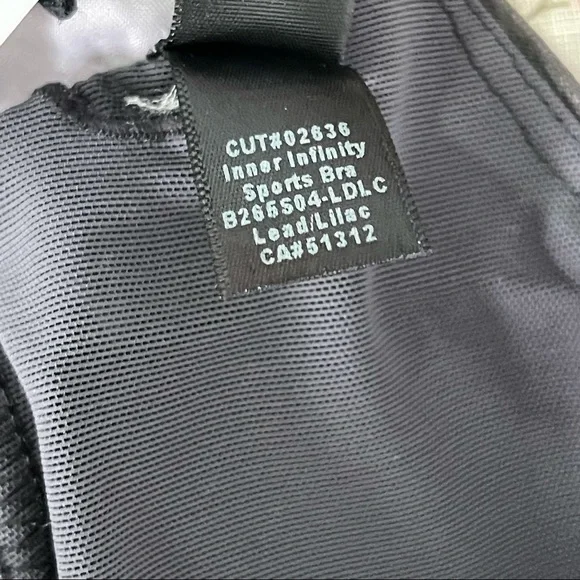 CUT#02636
Inner Infinity
Sports Bra
B265S04-LDLC
Lead/Lilac
CA#51312